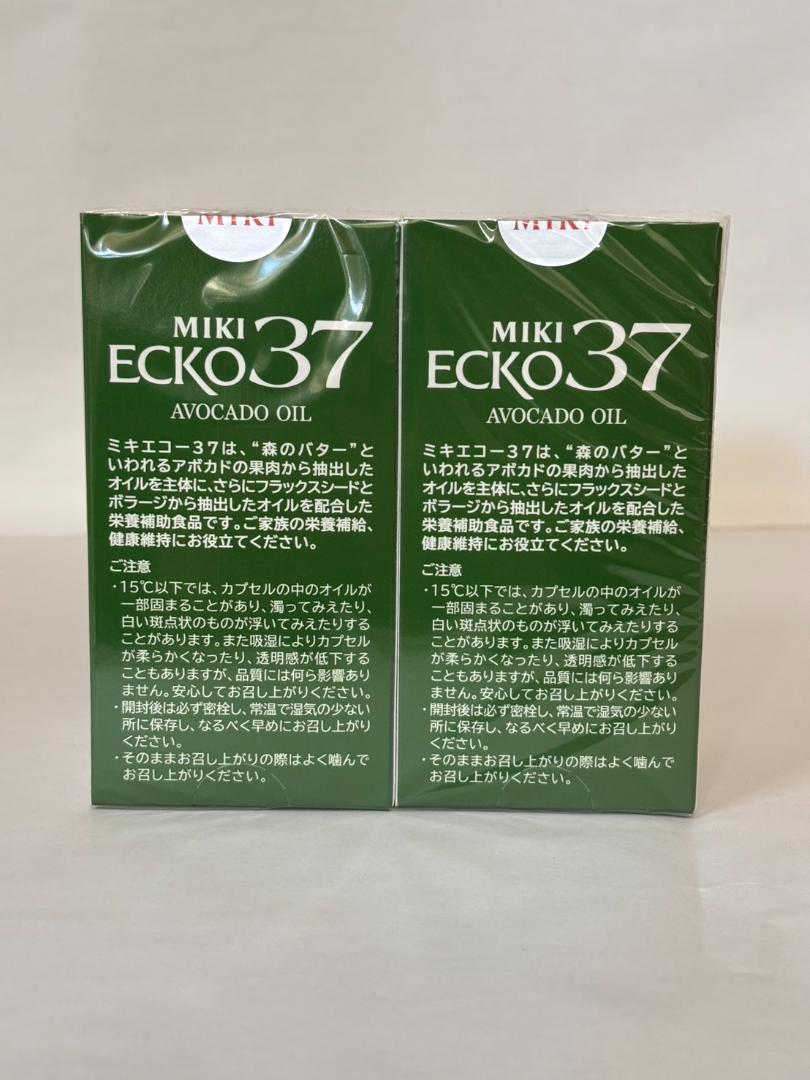 MIKI
MIKI
ECKO37
AVOCADO OIL
ミキエコー37は、“森のバター”と
いわれるアボカドの果肉から抽出した
オイルを主体に、さらにフラックスシードと
ボラージから抽出したオイルを配合した
栄養補助食品です。ご家族の栄養補給、
健康維持にお役立てください。
ご注意
・15℃以下では、カプセルの中のオイルが
一部固まることがあり、濁ってみえたり、
白い斑点状のものが浮いてみえたりする
ことがあります。また吸湿によりカプセル
が柔らかくなったり、透明感が低下する
こともありますが、品質には何ら影響あり
ません。安心してお召し上がりください。
・開封後は必ず密栓し、常温で湿気の少ない
所に保存し、なるべく早めにお召し上がり
ください。
・そのままお召し上がりの際はよく噛んで
お召し上がりください。
MIKI
MIKI
ECKO37
AVOCADO OIL
ミキエコー37は、“森のバター”と
いわれるアボカドの果肉から抽出した
オイルを主体に、さらにフラックスシードと
ボラージから抽出したオイルを配合した
栄養補助食品です。ご家族の栄養補給、
健康維持にお役立てください。
ご注意
・15℃以下では、カプセルの中のオイルが
一部固まることがあり、濁ってみえたり、
白い斑点状のものが浮いてみえたりする
ことがあります。また吸湿によりカプセル
が柔らかくなったり、透明感が低下する
こともありますが、品質には何ら影響あり
ません。安心してお召し上がりください。
・開封後は必ず密栓し、常温で湿気の少ない
所に保存し、なるべく早めにお召し上がり
ください。
・そのままお召し上がりの際はよく噛んで
お召し上がりください。